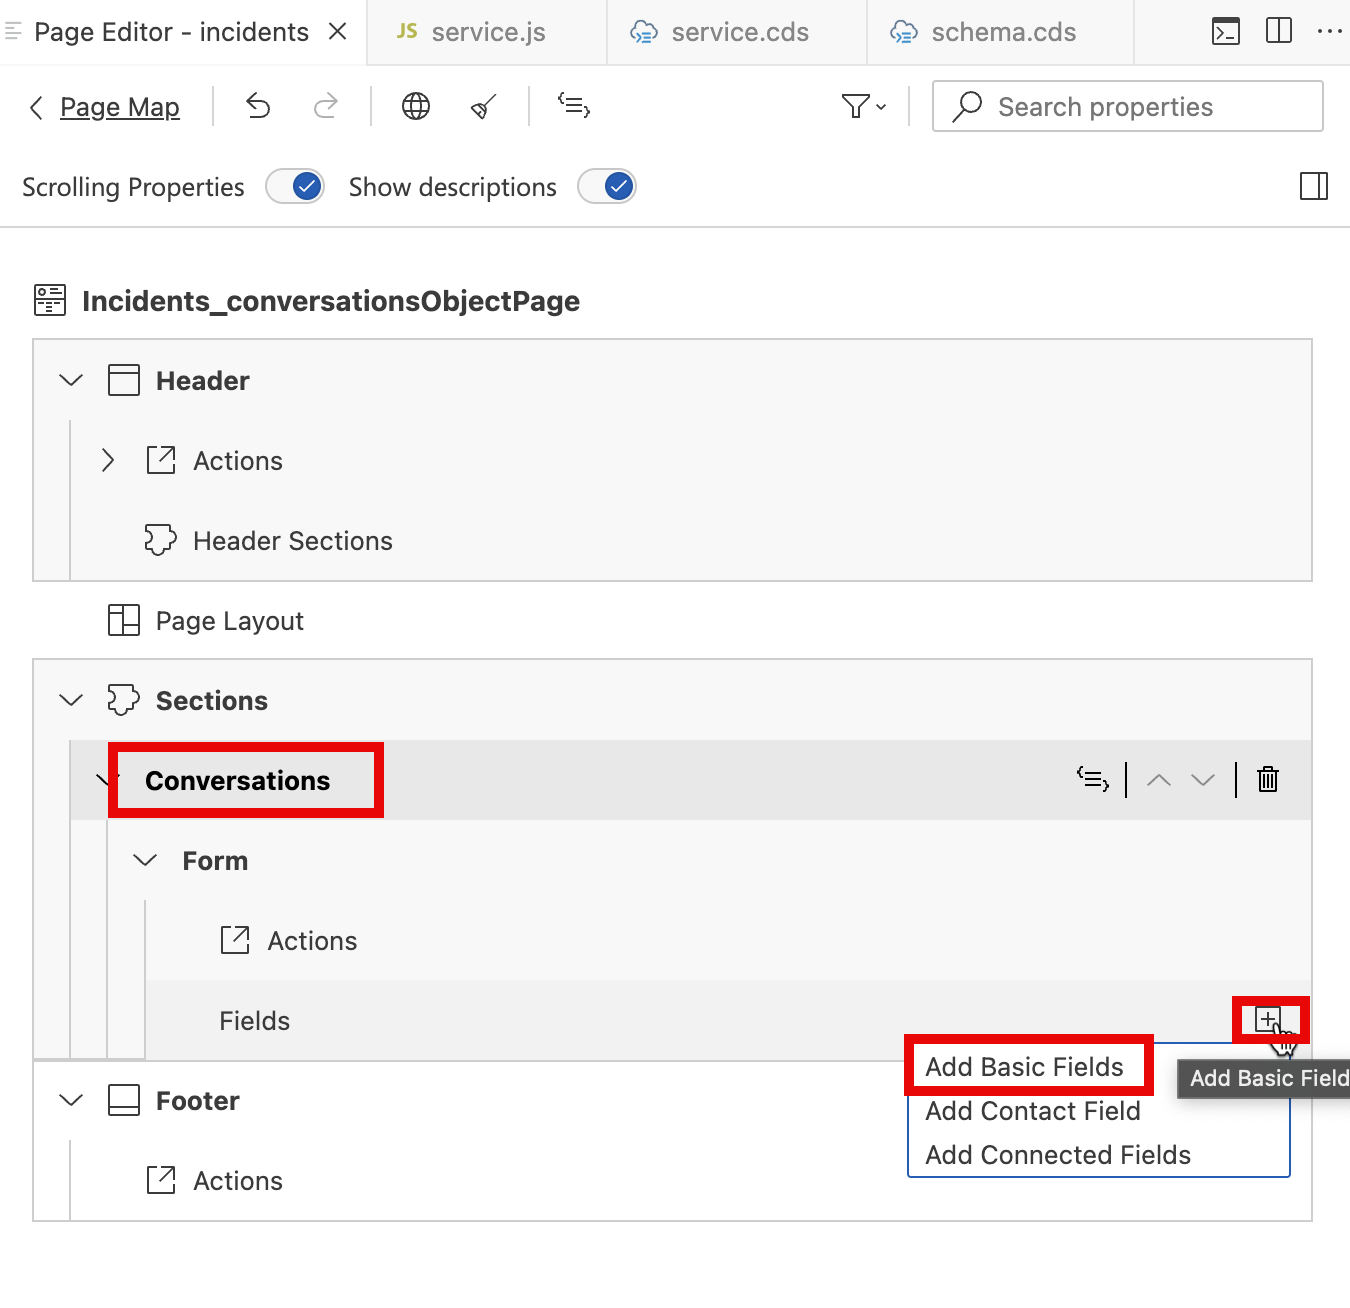 Page Editor - incidents
JS service.js
service.cds
schema.cds
Page Map
Search properties
Scrolling Properties
Show descriptions
Incidents_conversationsObjectPage
Header
Actions
Header Sections
Page Layout
Sections
Conversations
Form
Actions
Fields
Add Basic Fields
Add Basic Field
Add Contact Field
Add Connected Fields
Footer
Actions